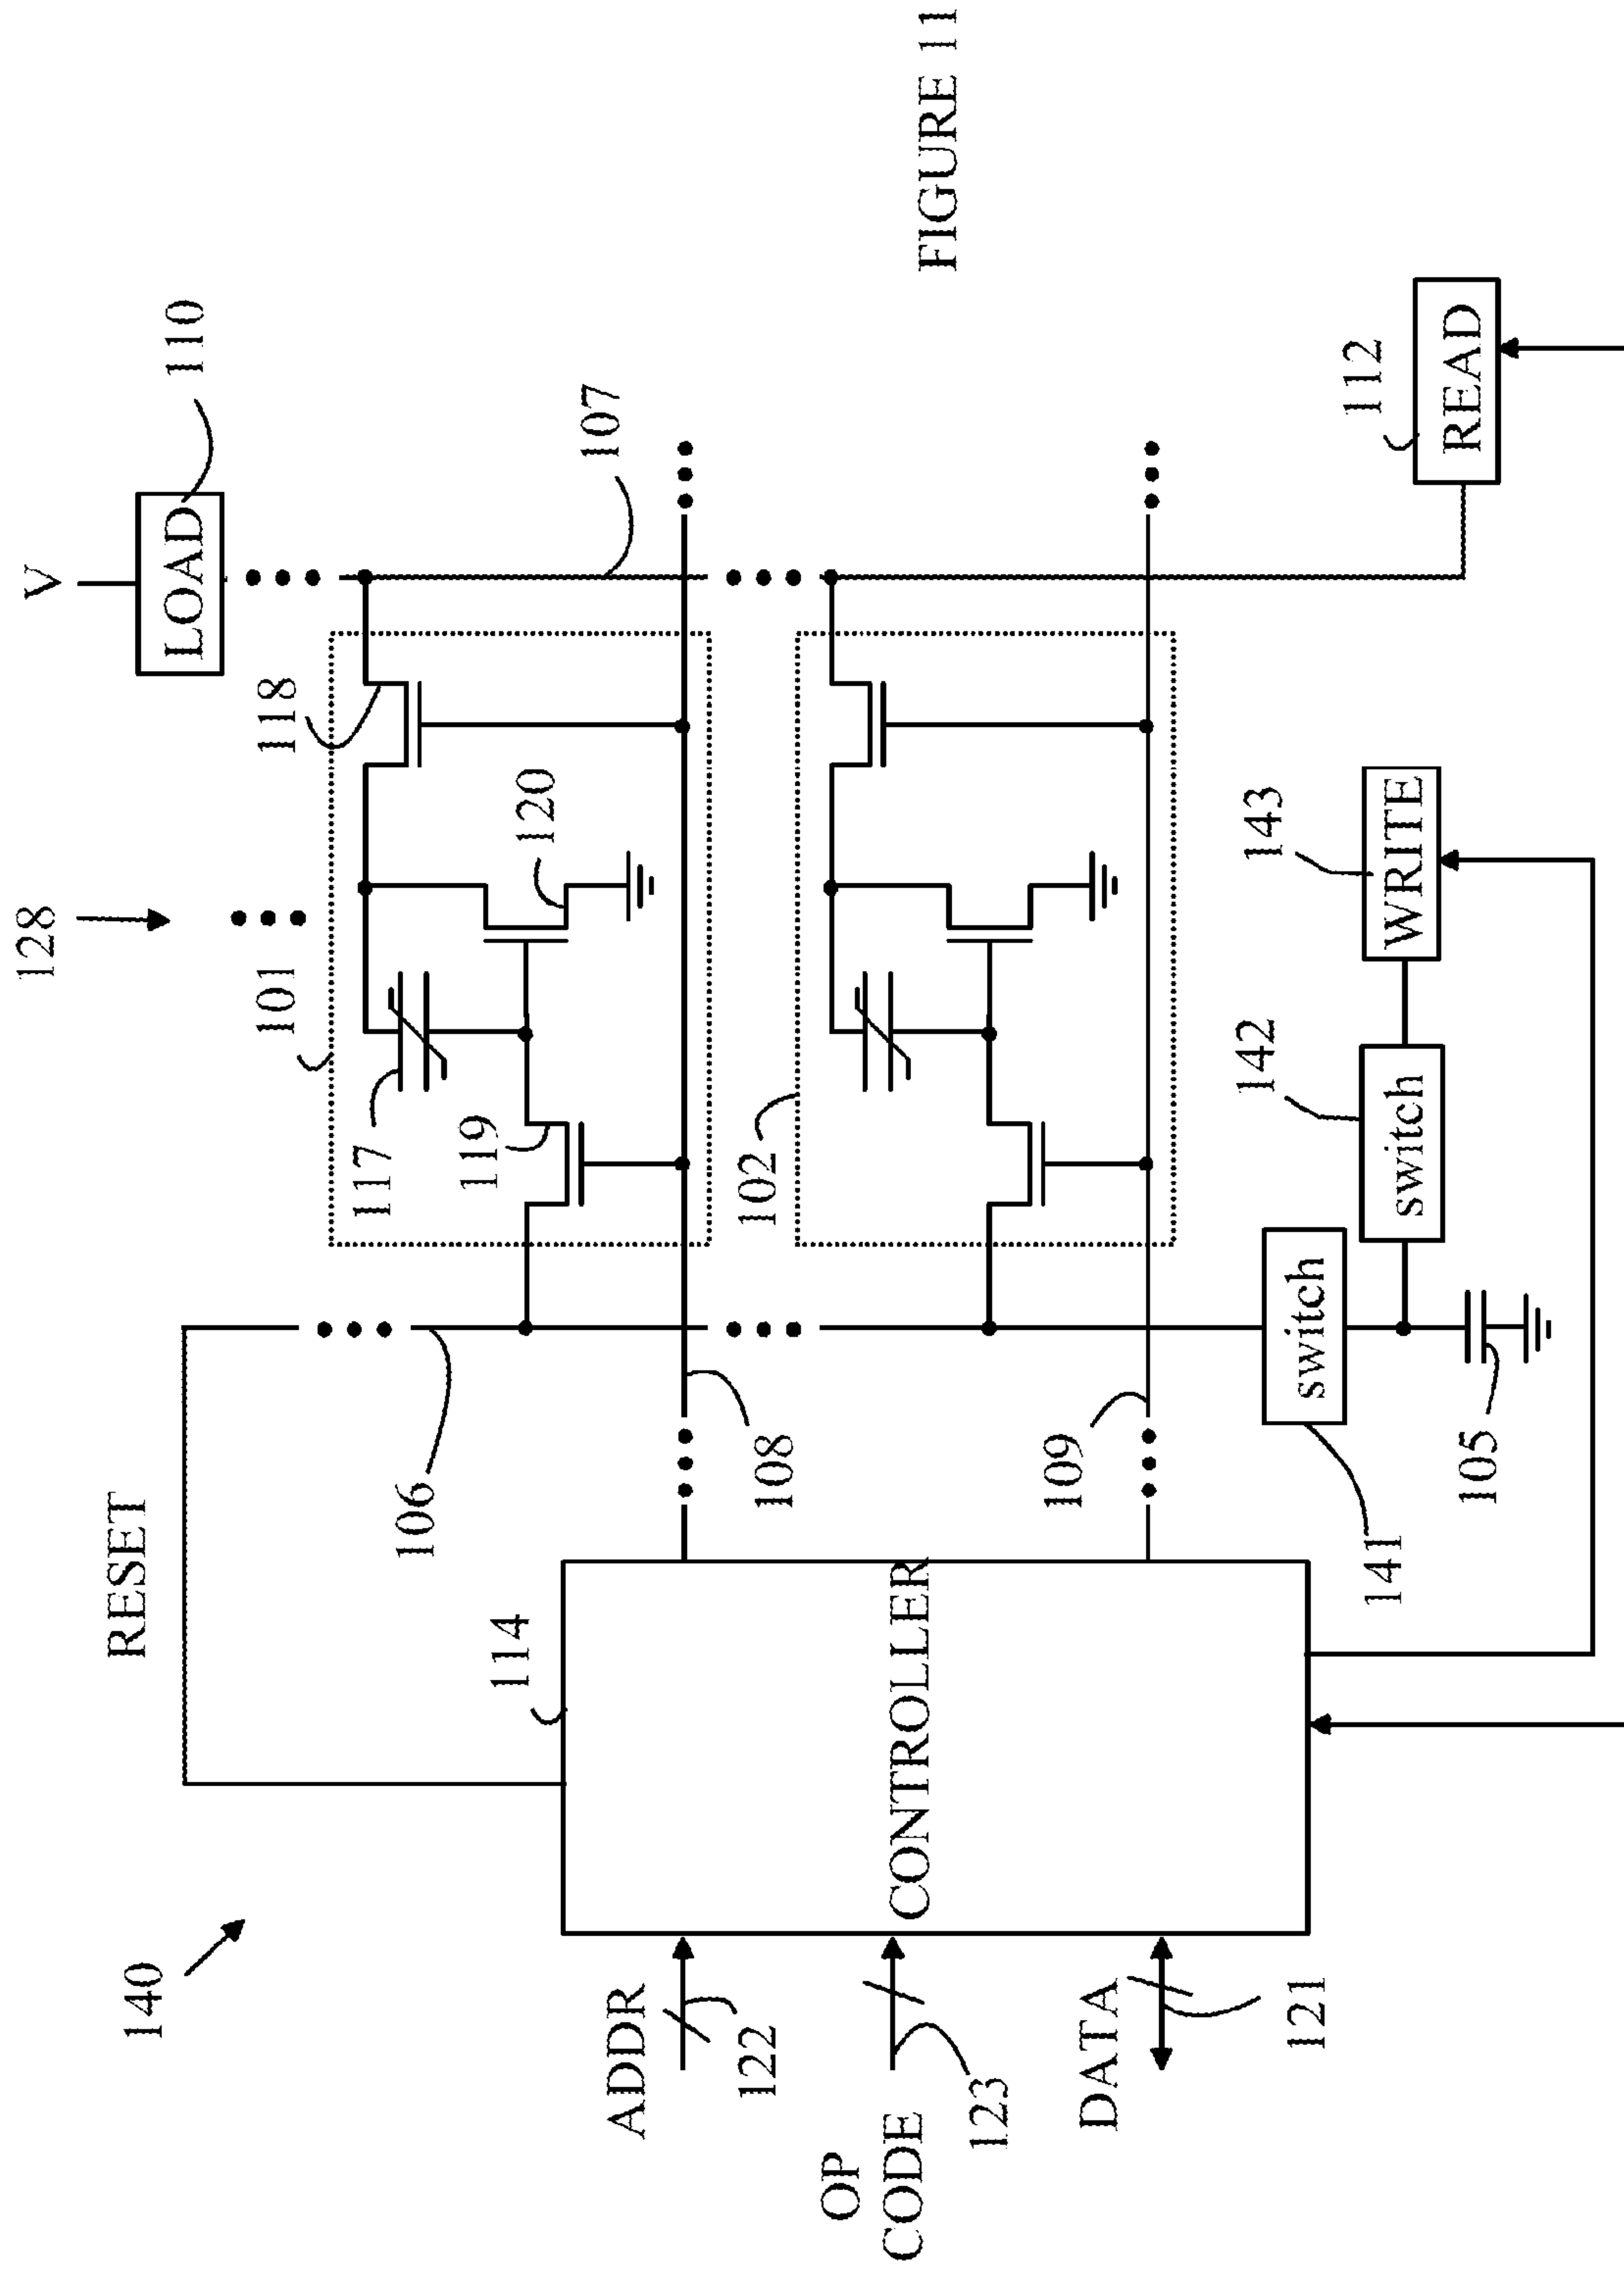 128
V
140
RESET
LOAD
110
101
118
106
117
119
120
107
114
ADDR
122
108
102
OP
CODE
123
CONTROLLER
FIGURE 11
DATA
121
109
141
switch
142
switch
143
WRITE
105
112
READ